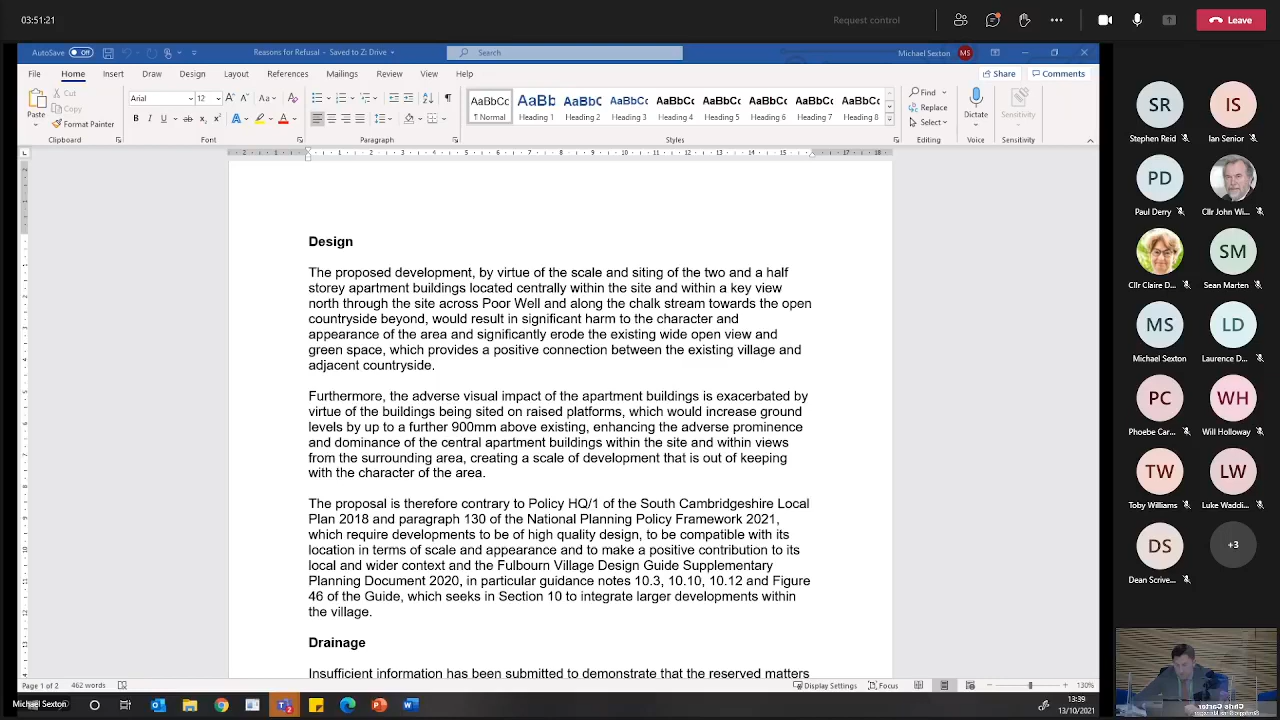 03:51:21
Request control
Leave
AutoSave Off
Reasons for Refusal - Saved to Z: Drive
Search
Michael Sexton MS
File Home Insert Draw Design Layout References Mailings Review View Help
Share Comments
Paste
Cut
Copy
Format Painter
Arial 12
Normal
Heading 1
Heading 2
Heading 3
Heading 4
Heading 5
Heading 6
Heading 7
Heading 8
Find
Replace
Select
Dictate
Sensitivity
Clipboard Font Paragraph Styles Editing Voice Sensitivity
Design
The proposed development, by virtue of the scale and siting of the two and a half
storey apartment buildings located centrally within the site and within a key view
north through the site across Poor Well and along the chalk stream towards the open
countryside beyond, would result in significant harm to the character and
appearance of the area and significantly erode the existing wide open view and
green space, which provides a positive connection between the existing village and
adjacent countryside.
Furthermore, the adverse visual impact of the apartment buildings is exacerbated by
virtue of the buildings being sited on raised platforms, which would increase ground
levels by up to a further 900mm above existing, enhancing the adverse prominence
and dominance of the central apartment buildings within the site and within views
from the surrounding area, creating a scale of development that is out of keeping
with the character of the area.
The proposal is therefore contrary to Policy HQ/1 of the South Cambridgeshire Local
Plan 2018 and paragraph 130 of the National Planning Policy Framework 2021,
which require developments to be of high quality design, to be compatible with its
location in terms of scale and appearance and to make a positive contribution to its
local and wider context and the Fulbourn Village Design Guide Supplementary
Planning Document 2020, in particular guidance notes 10.3, 10.10, 10.12 and Figure
46 of the Guide, which seeks in Section 10 to integrate larger developments within
the village.
Drainage
Insufficient information has been submitted to demonstrate that the reserved matters
Page 1 of 2 462 words
Display Settings Focus 130%
Michael Sexton
13:39
13/10/2021
SR
Stephen Reid
IS
Ian Senior
PD
Paul Derry
Cllr John Wi...
Cllr Claire D...
SM
Sean Marten
MS
Michael Sexton
LD
Laurence D...
PC
Phoebe Car...
WH
Will Holloway
TW
Toby Williams
LW
Luke Waddi...
DS
Dean Scrive...
+3